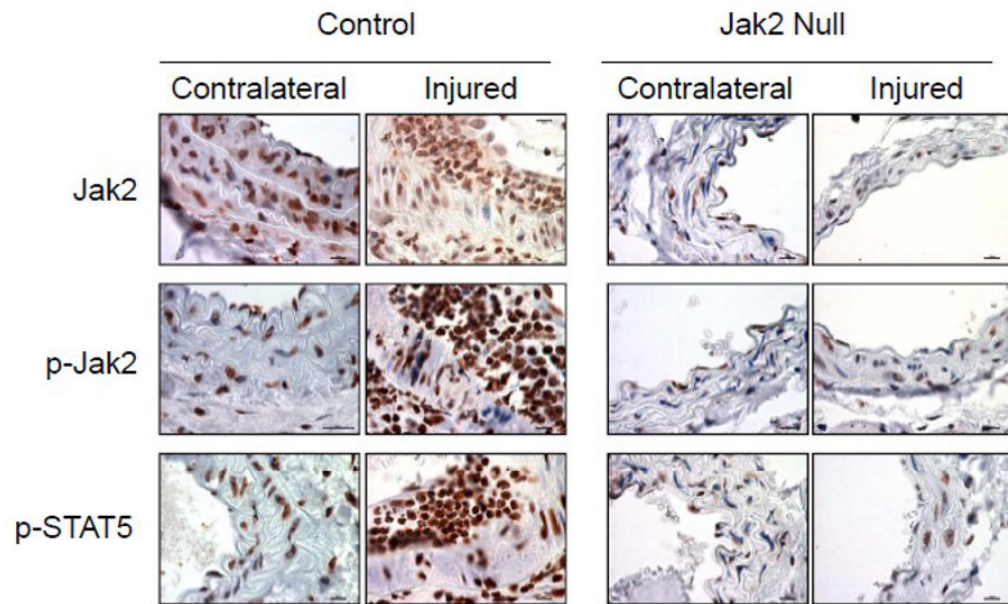 Control Jak2 Null
Contralateral Injured Contralateral Injured
Jak2
p-Jak2
p-STAT5